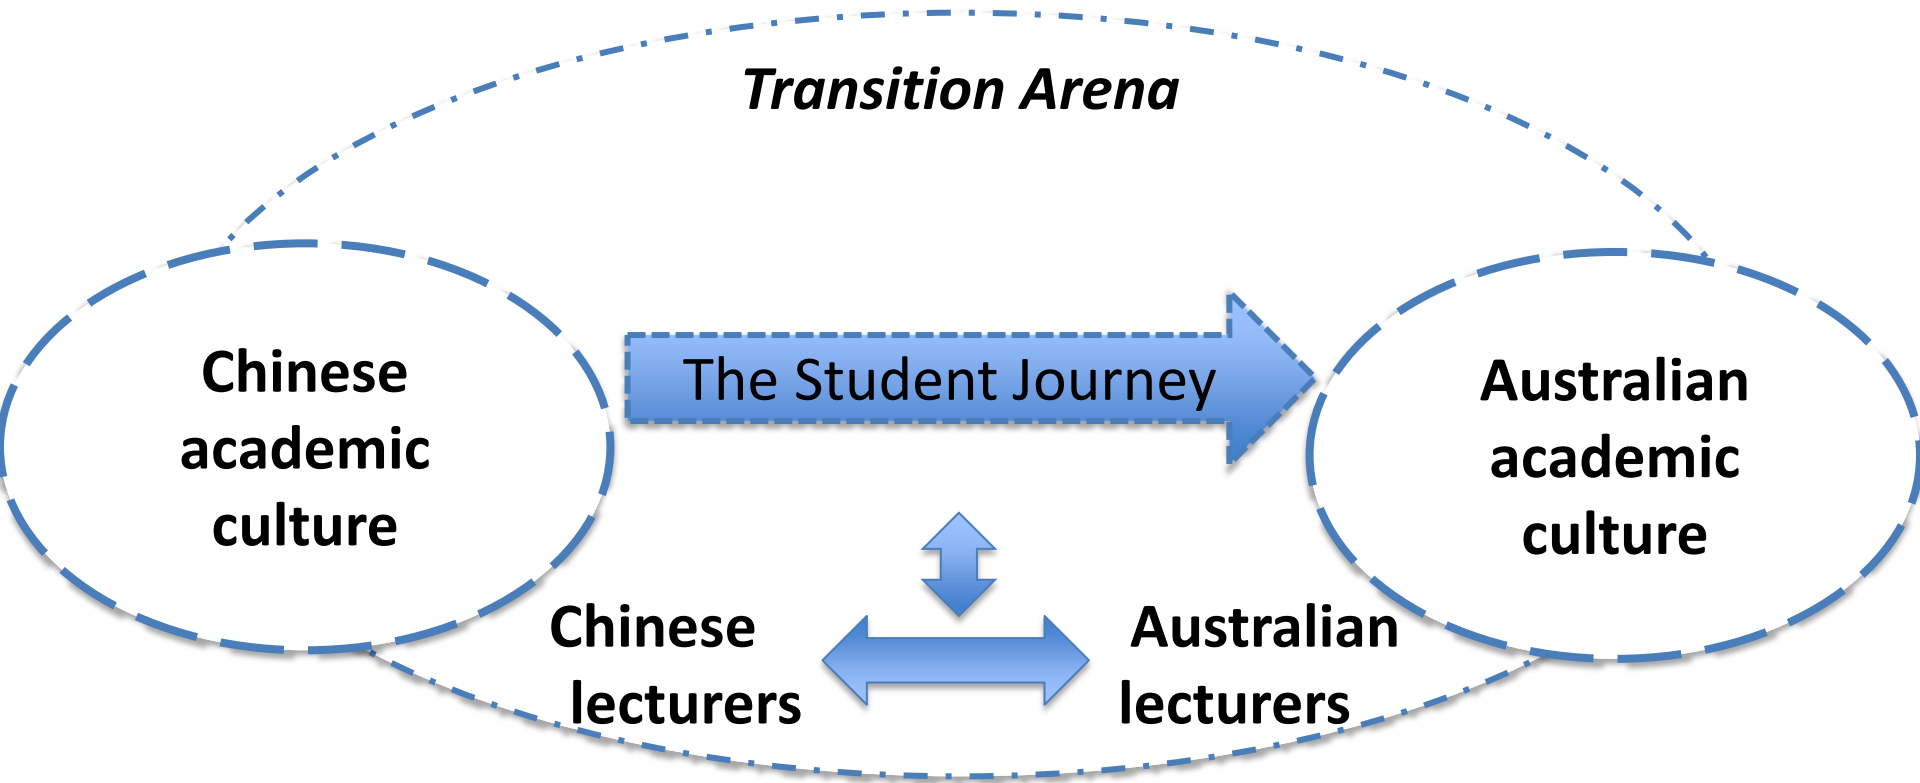 Transition Arena
Chinese
academic
culture
The Student Journey
Australian
academic
culture
Chinese
lecturers
Australian
lecturers